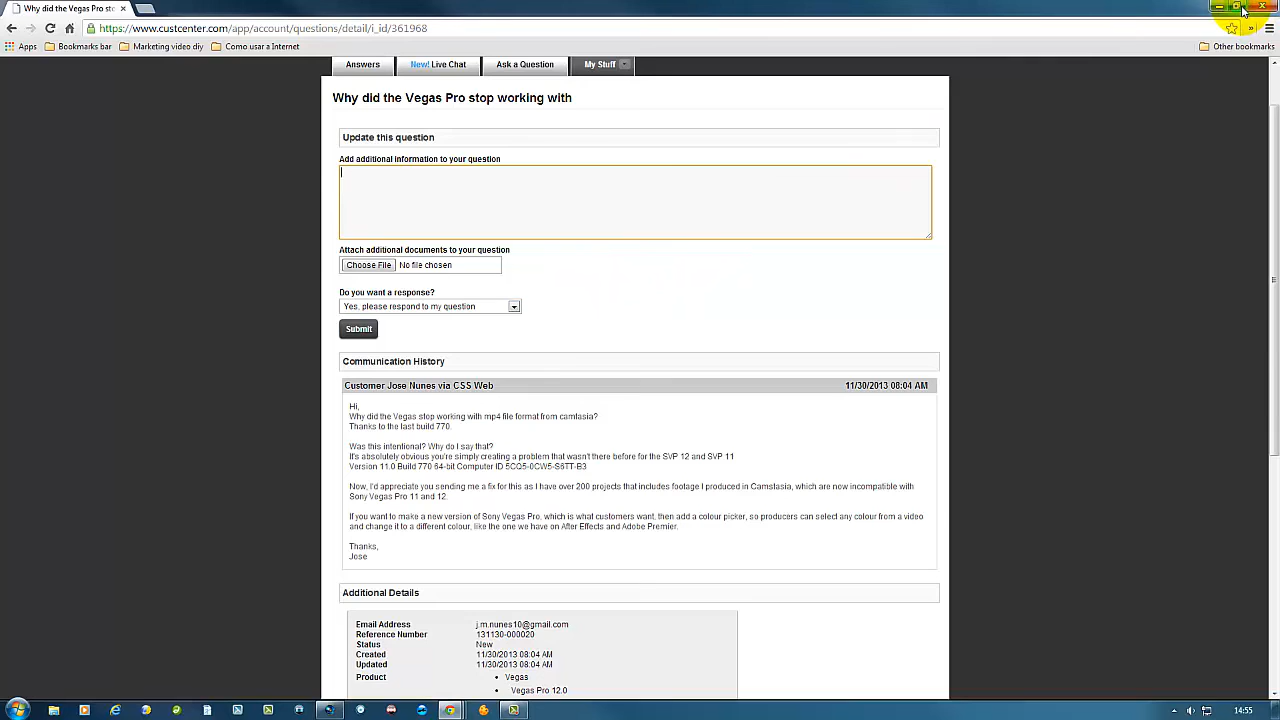 Why did the Vegas Pro sto
https://www.custcenter.com/app/account/questions/detail/i_id/361968
Apps Bookmarks bar Marketing video diy Como usar a Internet Other bookmarks
Answers New! Live Chat Ask a Question My Stuff
Why did the Vegas Pro stop working with
Update this question
Add additional information to your question
Attach additional documents to your question
Choose File No file chosen
Do you want a response?
Yes, please respond to my question
Submit
Communication History
Customer Jose Nunes via CSS Web 11/30/2013 08:04 AM
Hi,
Why did the Vegas stop working with mp4 file format from camtasia?
Thanks to the last build 770.
Was this intentional? Why do I say that?
It's absolutely obvious you're simply creating a problem that wasn't there before for the SVP 12 and SVP 11
Version 11.0 Build 770 64-bit Computer ID 5CQ5-0CW5-S6TT-B3
Now, I'd appreciate you sending me a fix for this as I have over 200 projects that includes footage I produced in Camstasia, which are now incompatible with
Sony Vegas Pro 11 and 12.
If you want to make a new version of Sony Vegas Pro, which is what customers want, then add a colour picker, so producers can select any colour from a video
and change it to a different colour, like the one we have on After Effects and Adobe Premier.
Thanks,
Jose
Additional Details
Email Address j.m.nunes10@gmail.com
Reference Number 131130-000020
Status New
Created 11/30/2013 08:04 AM
Updated 11/30/2013 08:04 AM
Product • Vegas
• Vegas Pro 12.0
14:55